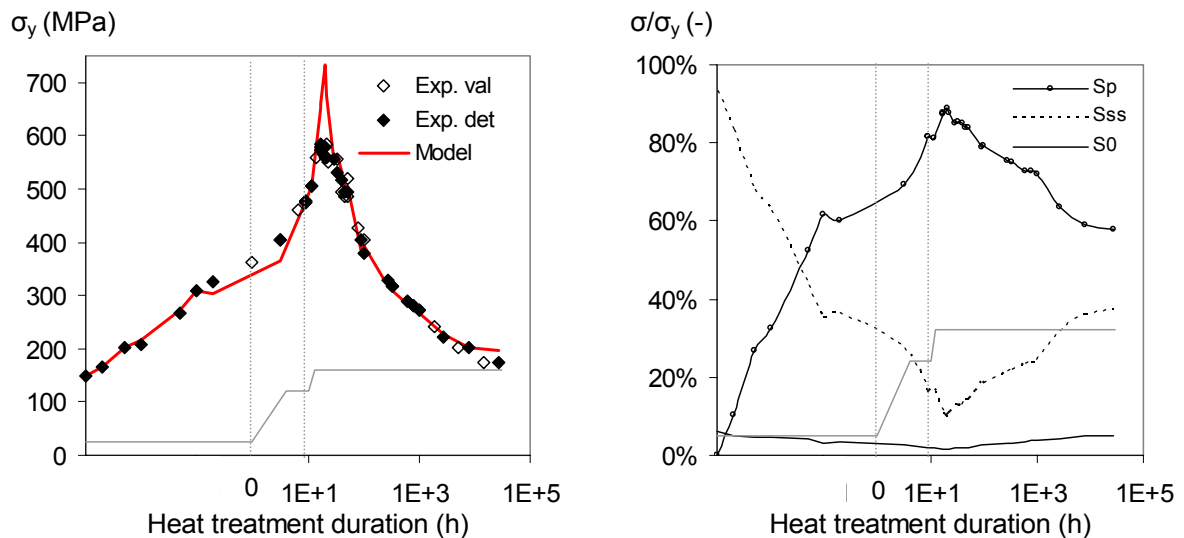 σy (MPa)
700
600
500
400
300
200
100
0
Exp. val
Exp. det
Model
0
1E+1
1E+3
1E+5
Heat treatment duration (h)
σ/σy (-)
100%
80%
60%
40%
20%
0%
Sp
Sss
S0
0
1E+1
1E+3
1E+5
Heat treatment duration (h)